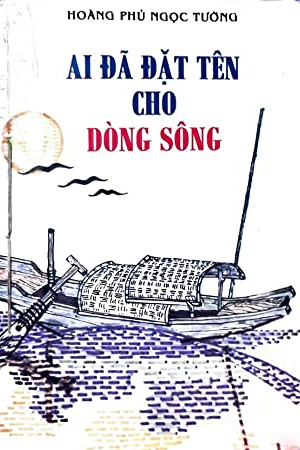 HOÀNG PHỦ NGỌC TƯỜNG
AI ĐÃ ĐẶT TÊN
CHO
DÒNG SÔNG